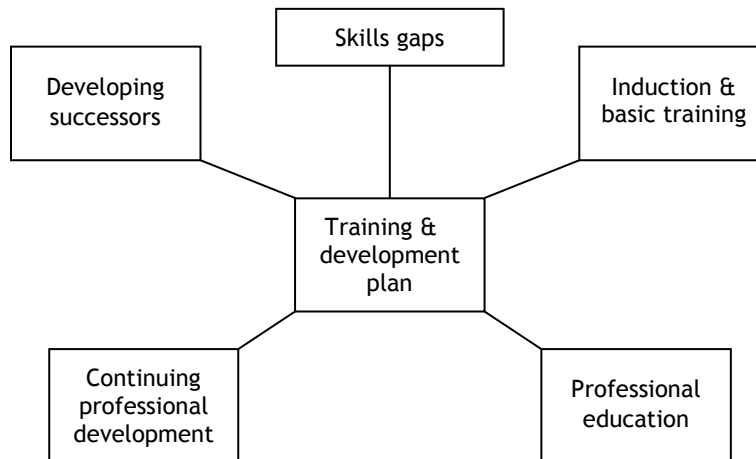 Skills gaps
Developing
successors
Induction &
basic training
Training &
development
plan
Continuing
professional
development
Professional
education